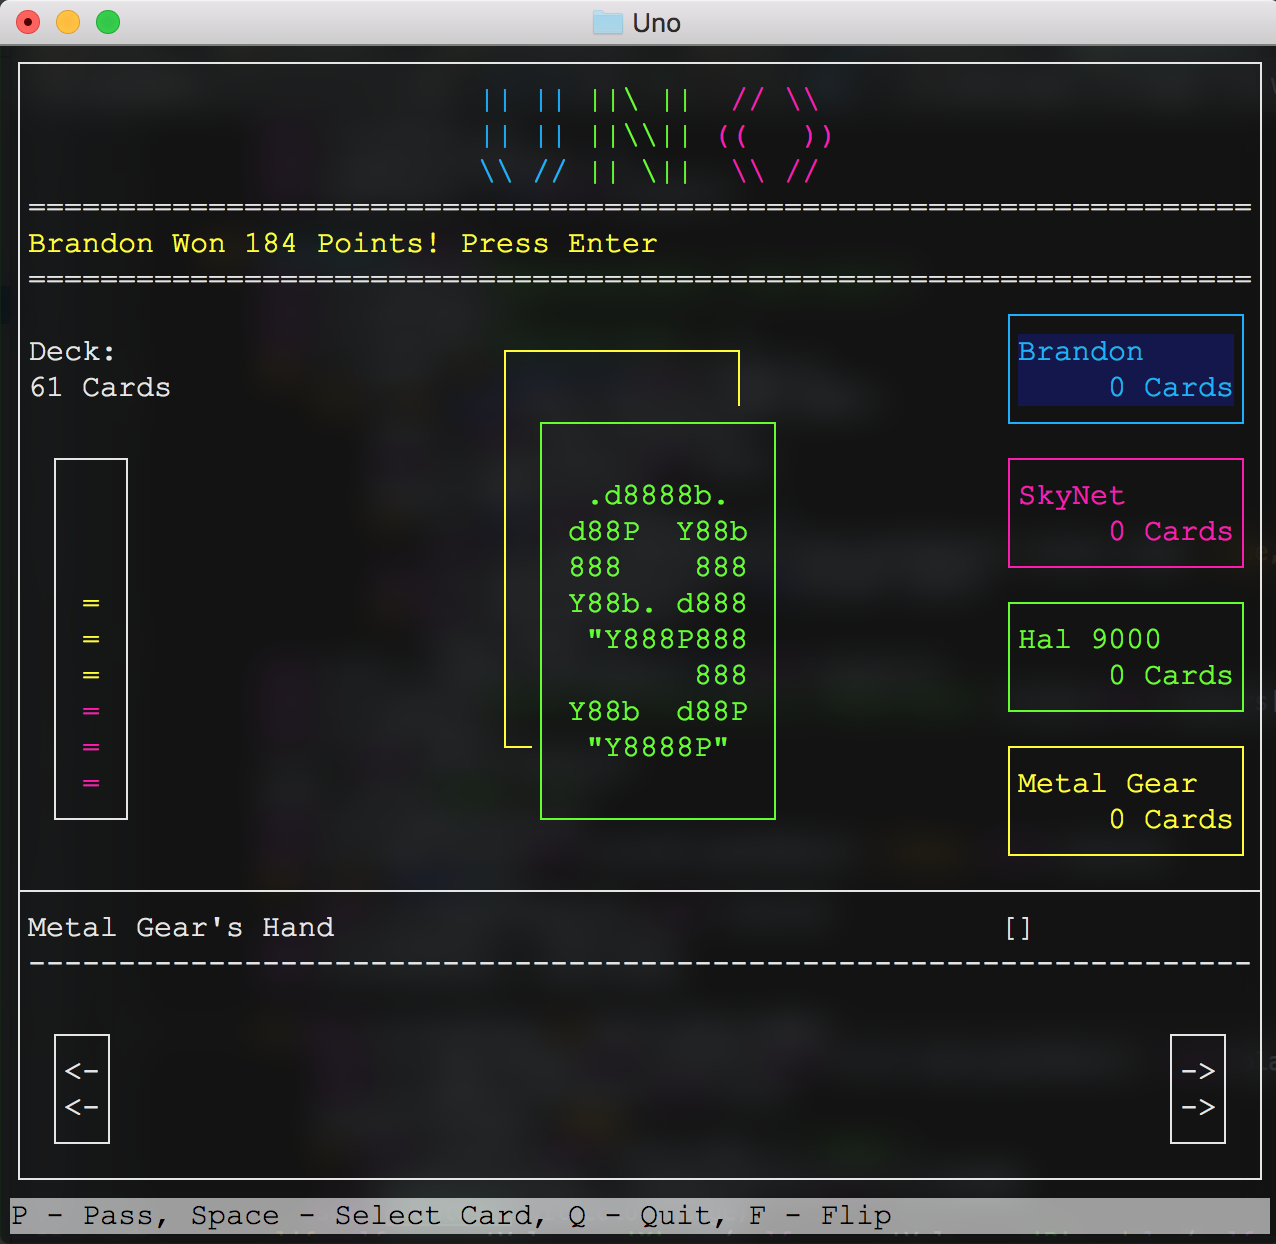 Uno
|| || ||\ ||  // \\
|| || ||\\|| ((   ))
\\ // || \||  \\ //
====================================================================
Brandon Won 184 Points! Press Enter
====================================================================
Deck:
61 Cards
Brandon
0 Cards
.d8888b.
d88P  Y88b
888    888
Y88b. d888
"Y888P888
888
Y88b  d88P
"Y8888P"
SkyNet
0 Cards
Hal 9000
0 Cards
Metal Gear
0 Cards
=
=
=
=
=
=
Metal Gear's Hand []
--------------------------------------------------------------------
<- ->
<- ->
P - Pass, Space - Select Card, Q - Quit, F - Flip